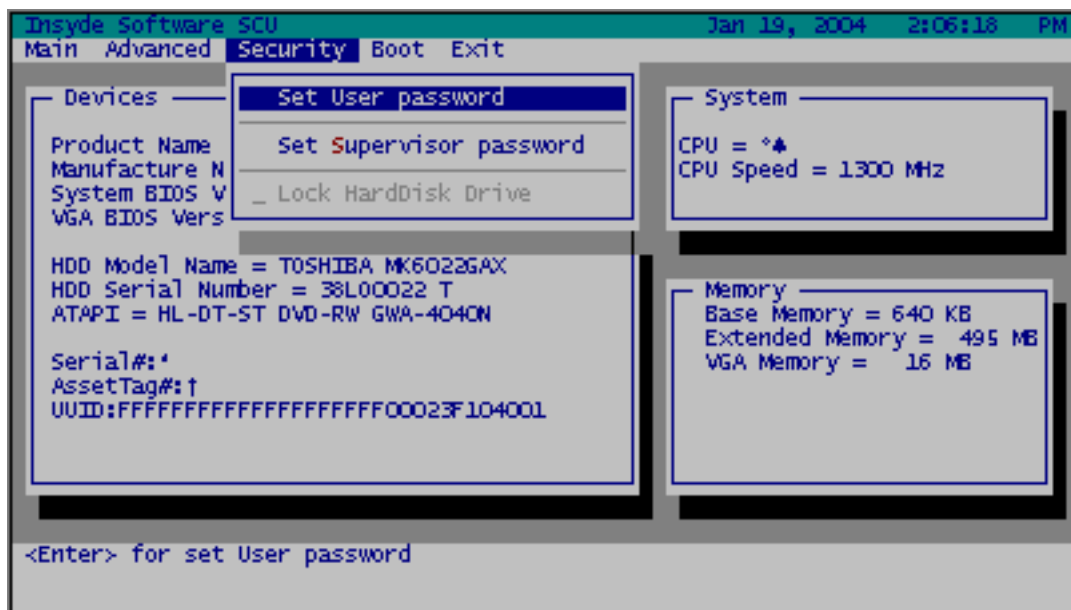 Insyde Software SCU Jan 19, 2004 2:06:18 PM
Main Advanced Security Boot Exit
Set User password
Set Supervisor password
_ Lock HardDisk Drive
Devices
Product Name
Manufacture N
System BIOS V
VGA BIOS Vers
HDD Model Name = TOSHIBA MK6022GAX
HDD Serial Number = 38L00022 T
ATAPI = HL-DT-ST DVD-RW GWA-4040N
Serial#:
AssetTag#:↑
UUID:FFFFFFFFFFFFFFFFFFFF00023F104001
System
CPU = °♠
CPU Speed = 1300 MHz
Memory
Base Memory = 640 KB
Extended Memory = 495 MB
VGA Memory = 16 MB
<Enter> for set User password